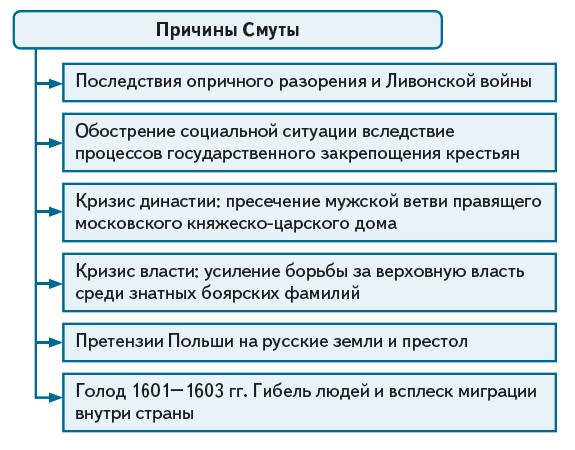 Причины Смуты
Последствия опричного разорения и Ливонской войны
Обострение социальной ситуации вследствие
процессов государственного закрепощения крестьян
Кризис династии: пресечение мужской ветви правящего
московского княжеско-царского дома
Кризис власти: усиление борьбы за верховную власть
среди знатных боярских фамилий
Претензии Польши на русские земли и престол
Голод 1601—1603 гг. Гибель людей и всплеск миграции
внутри страны